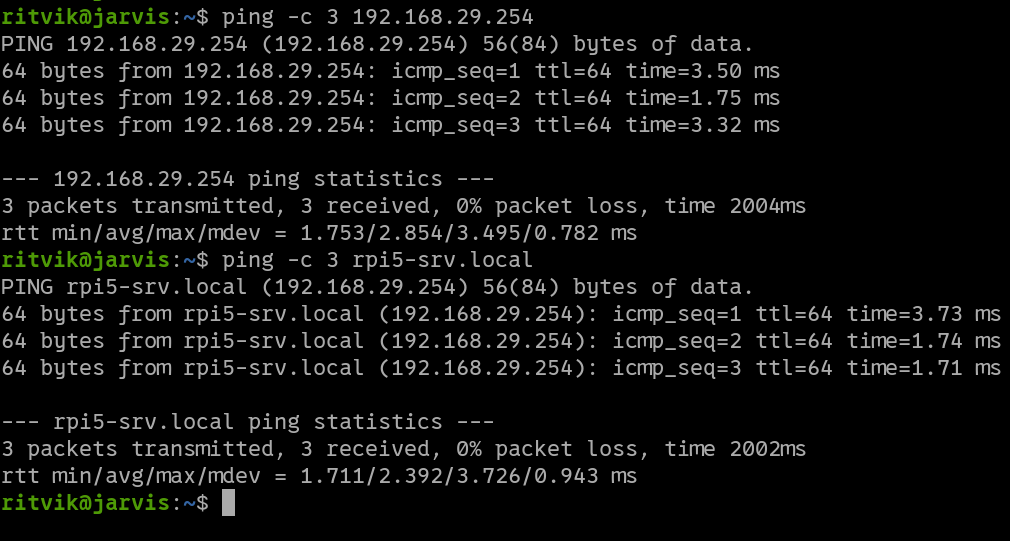 ritvik@jarvis:~$ ping -c 3 192.168.29.254
PING 192.168.29.254 (192.168.29.254) 56(84) bytes of data.
64 bytes from 192.168.29.254: icmp_seq=1 ttl=64 time=3.50 ms
64 bytes from 192.168.29.254: icmp_seq=2 ttl=64 time=1.75 ms
64 bytes from 192.168.29.254: icmp_seq=3 ttl=64 time=3.32 ms

--- 192.168.29.254 ping statistics ---
3 packets transmitted, 3 received, 0% packet loss, time 2004ms
rtt min/avg/max/mdev = 1.753/2.854/3.495/0.782 ms
ritvik@jarvis:~$ ping -c 3 rpi5-srv.local
PING rpi5-srv.local (192.168.29.254) 56(84) bytes of data.
64 bytes from rpi5-srv.local (192.168.29.254): icmp_seq=1 ttl=64 time=3.73 ms
64 bytes from rpi5-srv.local (192.168.29.254): icmp_seq=2 ttl=64 time=1.74 ms
64 bytes from rpi5-srv.local (192.168.29.254): icmp_seq=3 ttl=64 time=1.71 ms

--- rpi5-srv.local ping statistics ---
3 packets transmitted, 3 received, 0% packet loss, time 2002ms
rtt min/avg/max/mdev = 1.711/2.392/3.726/0.943 ms
ritvik@jarvis:~$